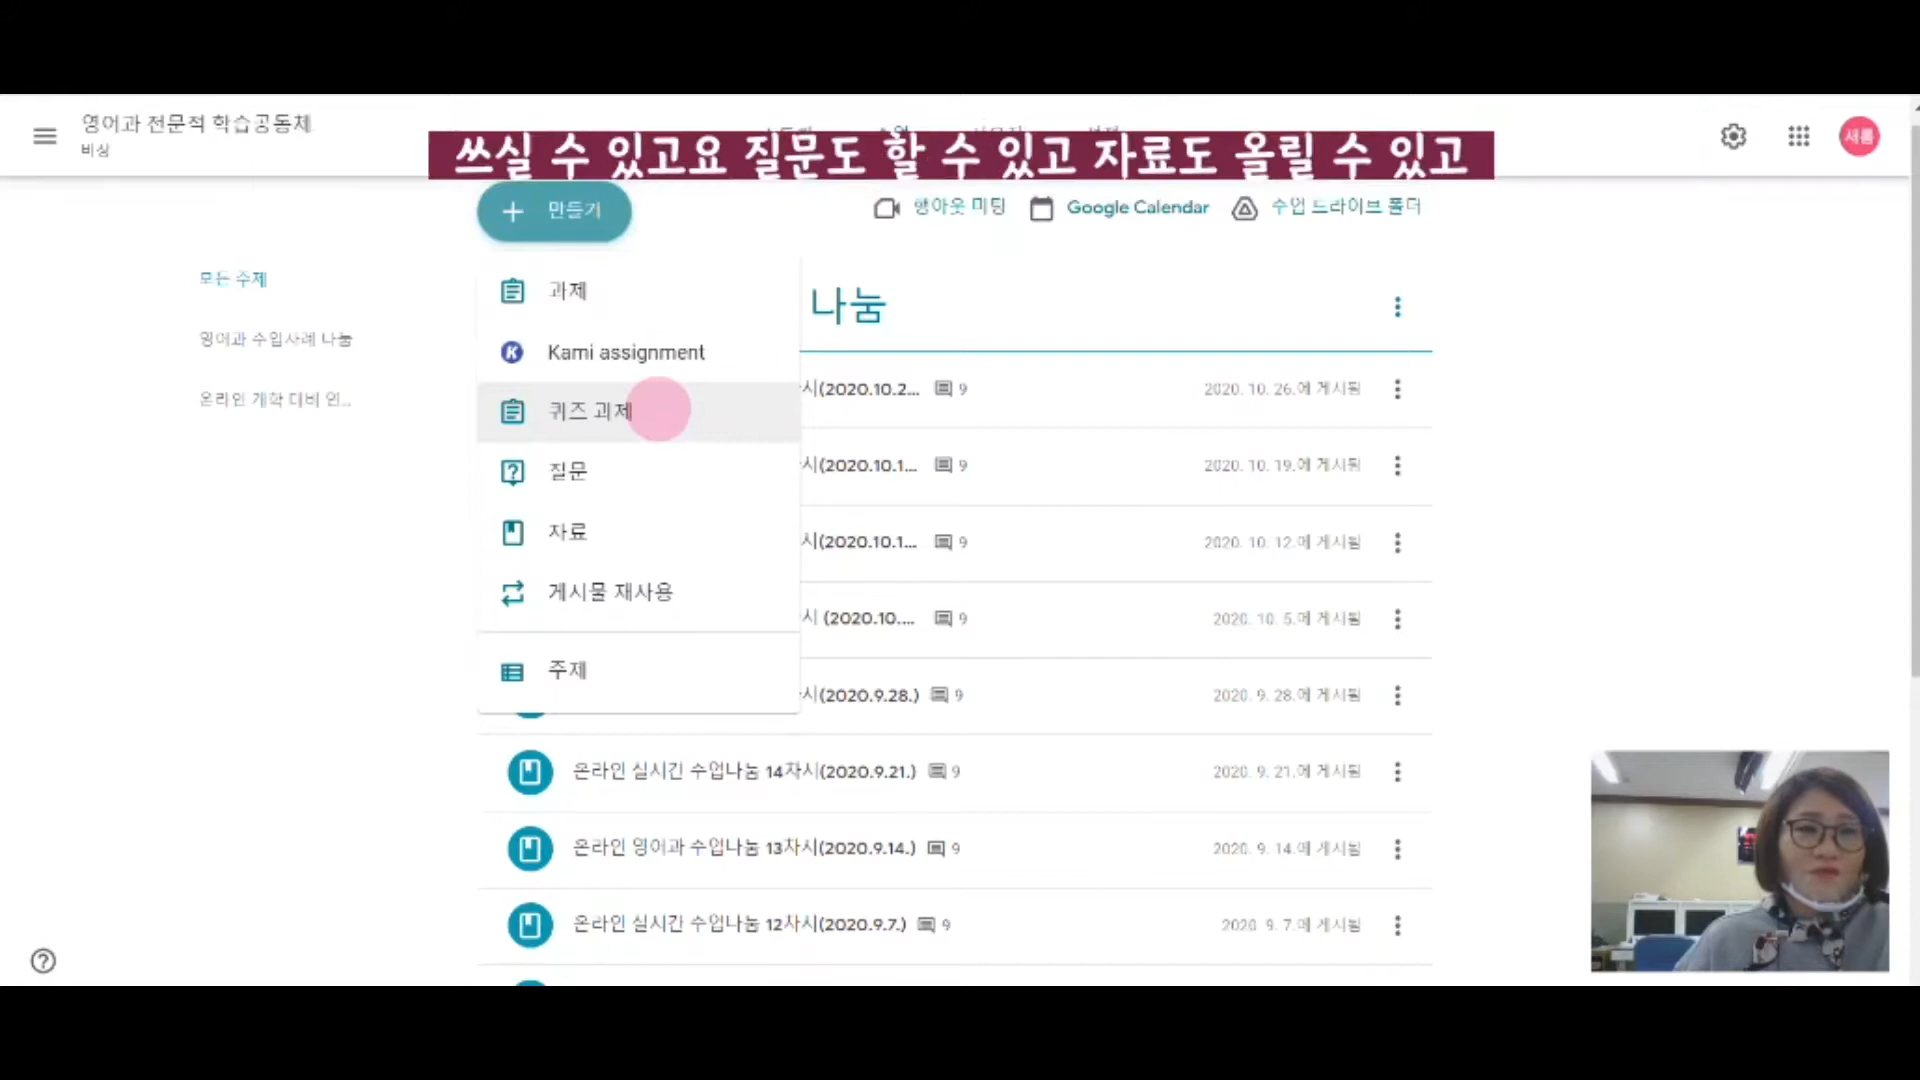 영어과 전문적 학습공동체
비상
쓰실 수 있고요 질문도 할 수 있고 자료도 올릴 수 있고
새롬
만들기
행아웃 미팅
Google Calendar
수업 드라이브 폴더
모든 주제
영어과 수업사례 나눔
온라인 개학 대비 인...
과제
Kami assignment
퀴즈 과제
질문
자료
게시물 재사용
주제
나눔
시(2020.10.2... 9 2020. 10. 26.에 게시됨
시(2020.10.1... 9 2020. 10. 19.에 게시됨
시(2020.10.1... 9 2020. 10. 12.에 게시됨
시 (2020.10.... 9 2020. 10. 5.에 게시됨
시(2020.9.28.) 9 2020. 9. 28.에 게시됨
온라인 실시간 수업나눔 14차시(2020.9.21.) 9 2020. 9. 21.에 게시됨
온라인 영어과 수업나눔 13차시(2020.9.14.) 9 2020. 9. 14.에 게시됨
온라인 실시간 수업나눔 12차시(2020.9.7.) 9 2020. 9. 7.에 게시됨